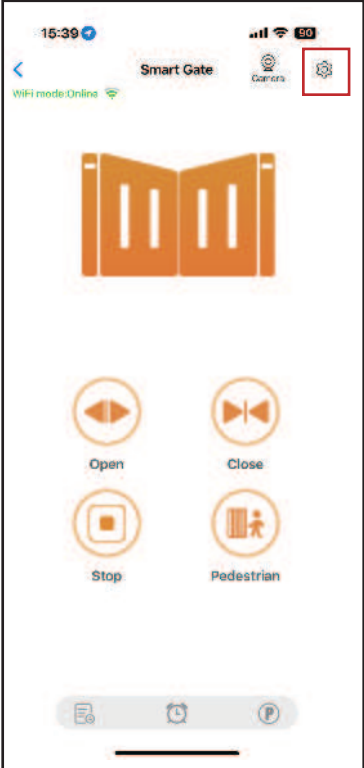 15:39 90
Smart Gate
Camera
WiFi mode:Online
Open Close
Stop Pedestrian
P